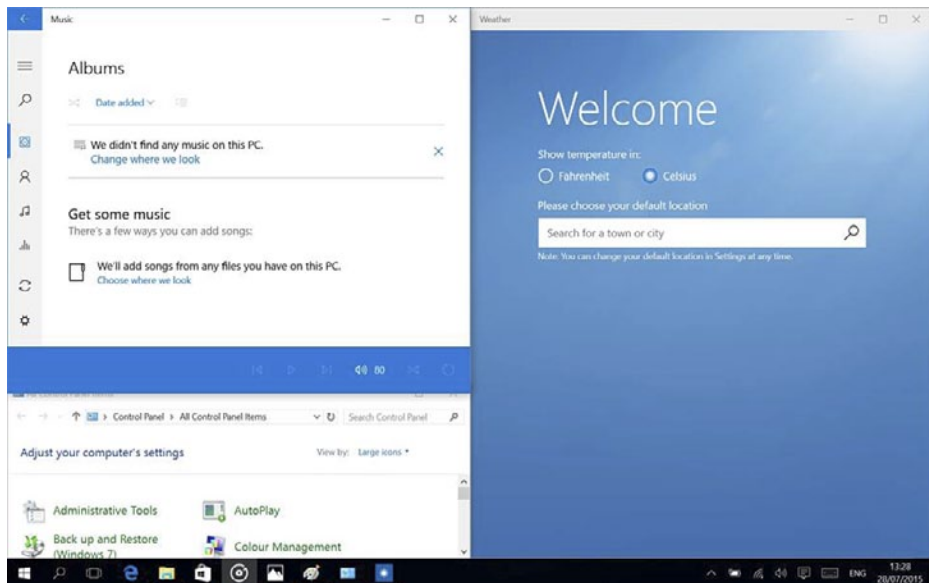 Music
Albums
Date added
We didn't find any music on this PC.
Change where we look
Get some music
There's a few ways you can add songs:
We'll add songs from any files you have on this PC.
Choose where we look
80
All Control Panel Items
Control Panel > All Control Panel Items
Search Control Panel
Adjust your computer's settings
View by: Large icons
Administrative Tools
AutoPlay
Back up and Restore
(Windows 7)
Colour Management
Weather
Welcome
Show temperature in:
Fahrenheit
Celsius
Please choose your default location
Search for a town or city
Note: You can change your default location in Settings at any time.
ENG
13:28
28/07/2015